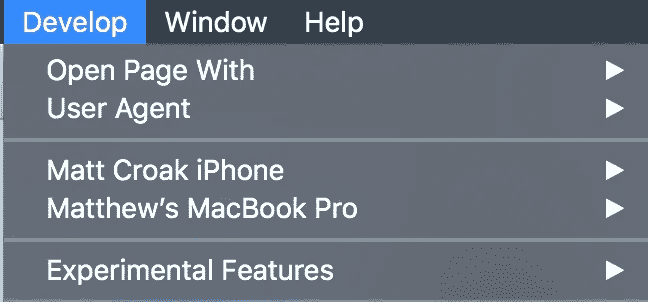 Develop Window Help
Open Page With
User Agent
Matt Croak iPhone
Matthew’s MacBook Pro
Experimental Features